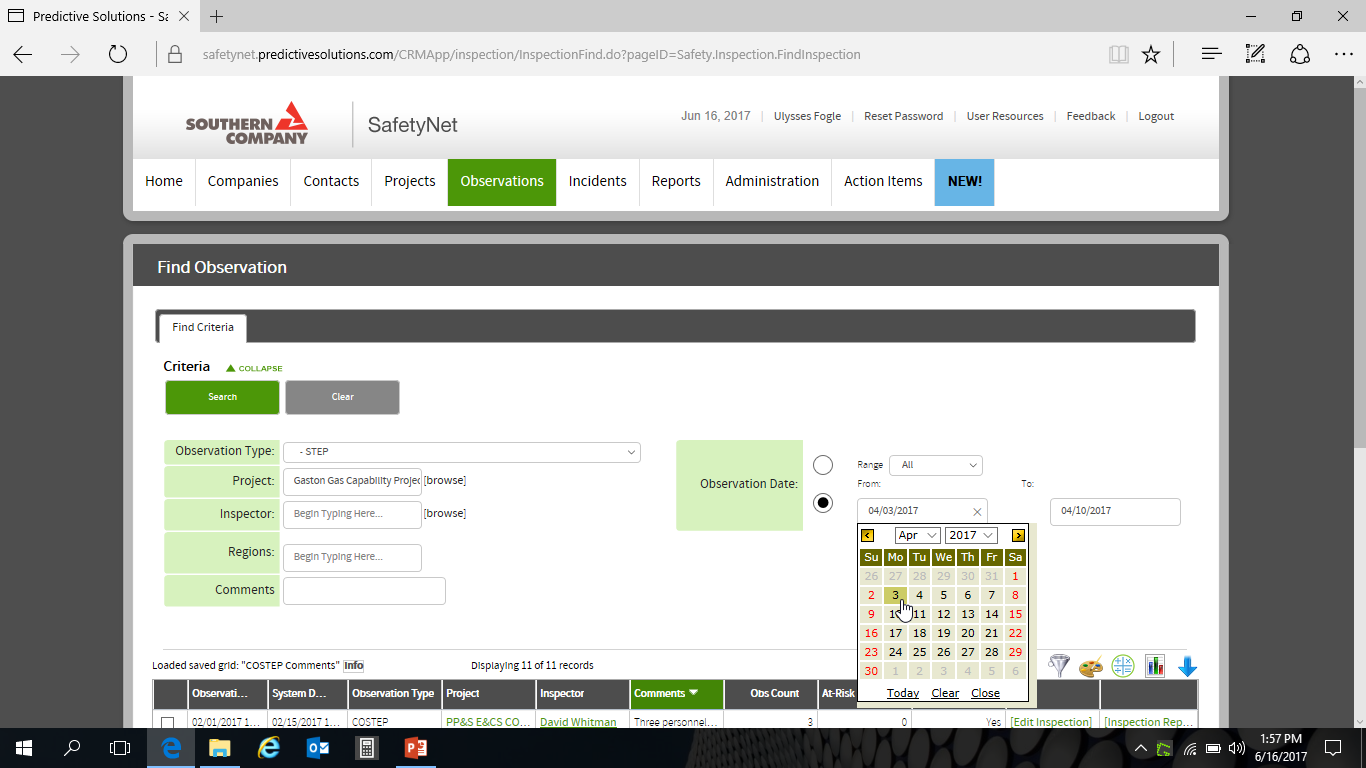 Predictive Solutions - Sa
safetynet.predictivesolutions.com/CRMApp/inspection/InspectionFind.do?pageID=Safety.Inspection.FindInspection
SOUTHERN COMPANY
SafetyNet
Jun 16, 2017 | Ulysses Fogle | Reset Password | User Resources | Feedback | Logout
Home Companies Contacts Projects Observations Incidents Reports Administration Action Items NEW!
Find Observation
Find Criteria
Criteria COLLAPSE
Search Clear
Observation Type: - STEP
Project: Gaston Gas Capability Projec [browse]
Inspector: Begin Typing Here... [browse]
Regions: Begin Typing Here...
Comments
Observation Date:
Range All
From: To:
04/03/2017 04/10/2017
Apr 2017
Su Mo Tu We Th Fr Sa
26 27 28 29 30 31 1
2 3 4 5 6 7 8
9 11 12 13 14 15
16 17 18 19 20 21 22
23 24 25 26 27 28 29
30 1 2 3 4 5 6
Today Clear Close
Loaded saved grid: "COSTEP Comments" Info Displaying 11 of 11 records
Observati... System D... Observation Type Project Inspector Comments Obs Count At-Risk
02/01/2017 1... 02/15/2017 1... COSTEP PP&S E&CS CO... David Whitman Three personnel... 3 0 Yes [Edit Inspection] [Inspection Rep...
1:57 PM
6/16/2017